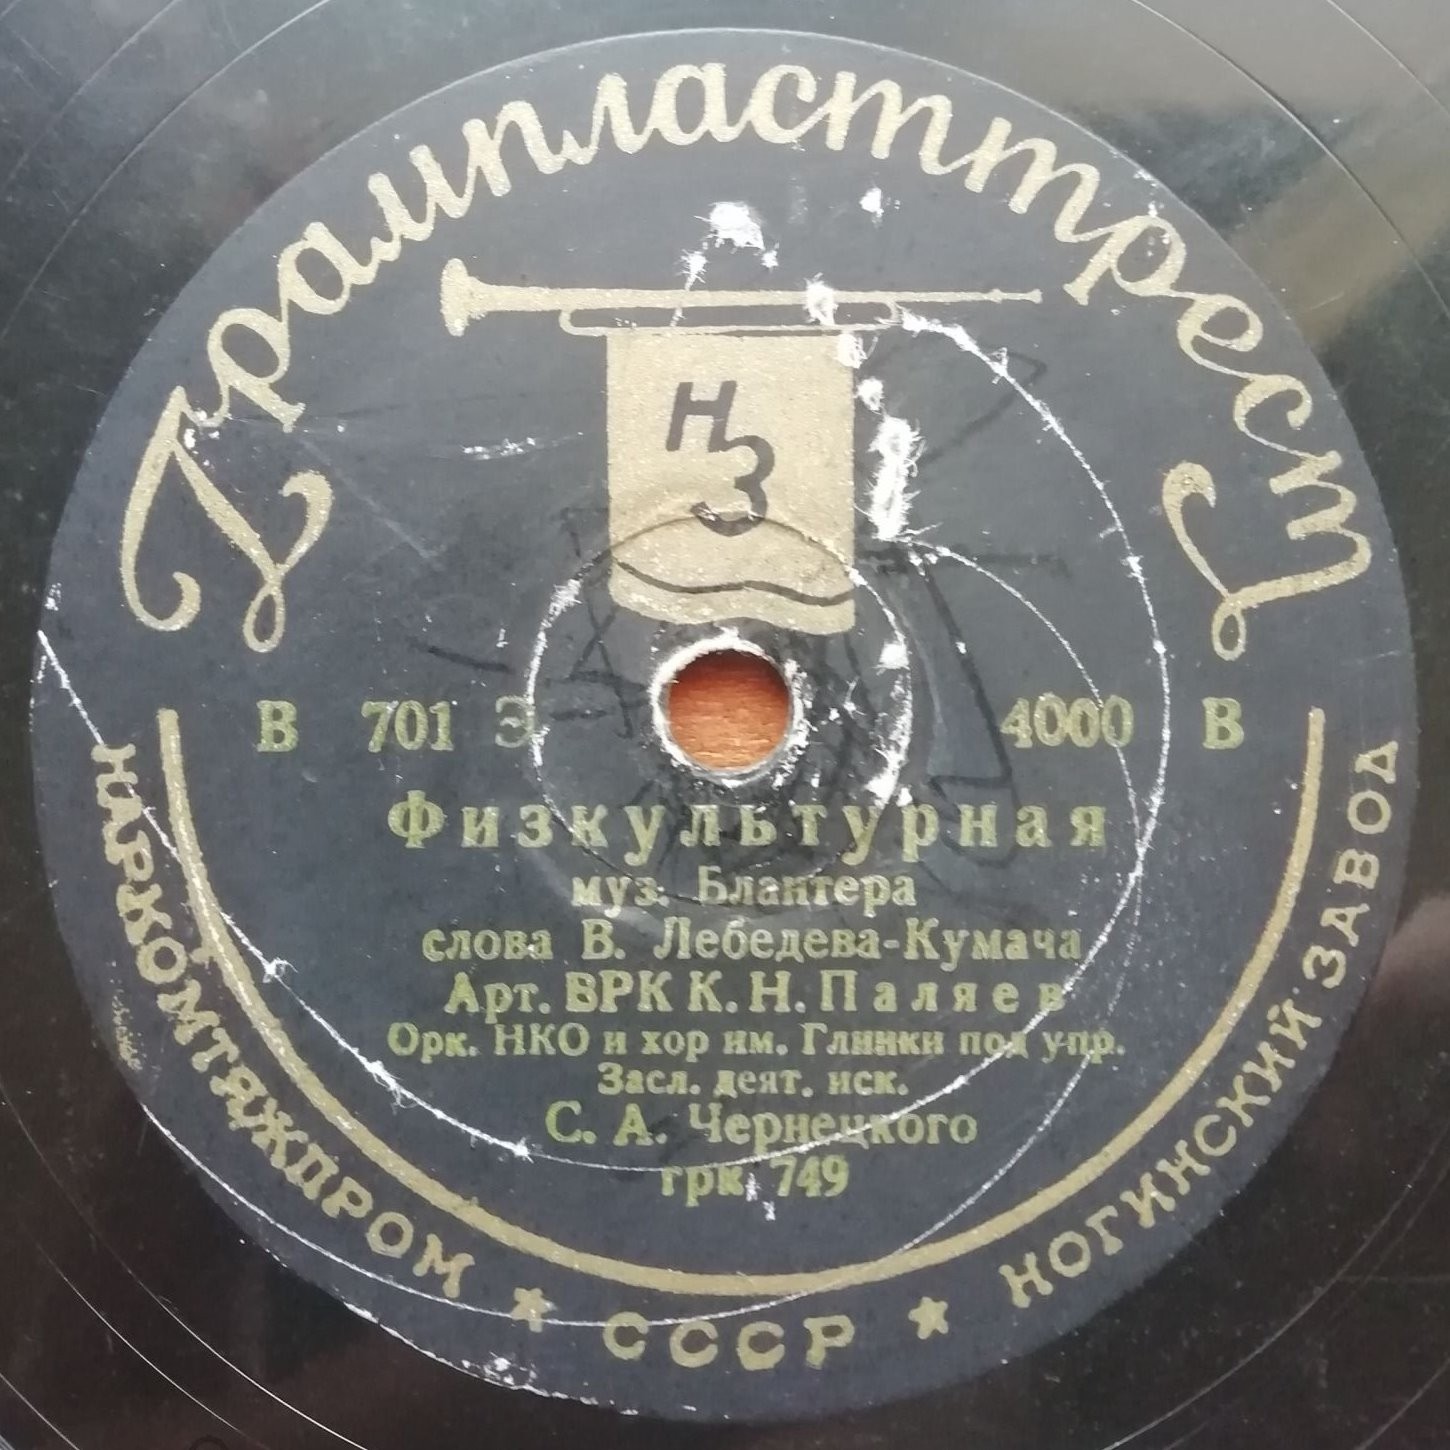 Грампласттрест
НЗ
В 701 Э 4000 В
Физкультурная
муз. Блантера
слова В. Лебедева-Кумача
Арт. ВРК К. Н. Паляев
Орк. НКО и хор им. Глинки под упр.
Засл. деят. иск.
С. А. Чернецкого
грк 749
НАРКОМТЯЖПРОМ ★ СССР ★ НОГИНСКИЙ ЗАВОД